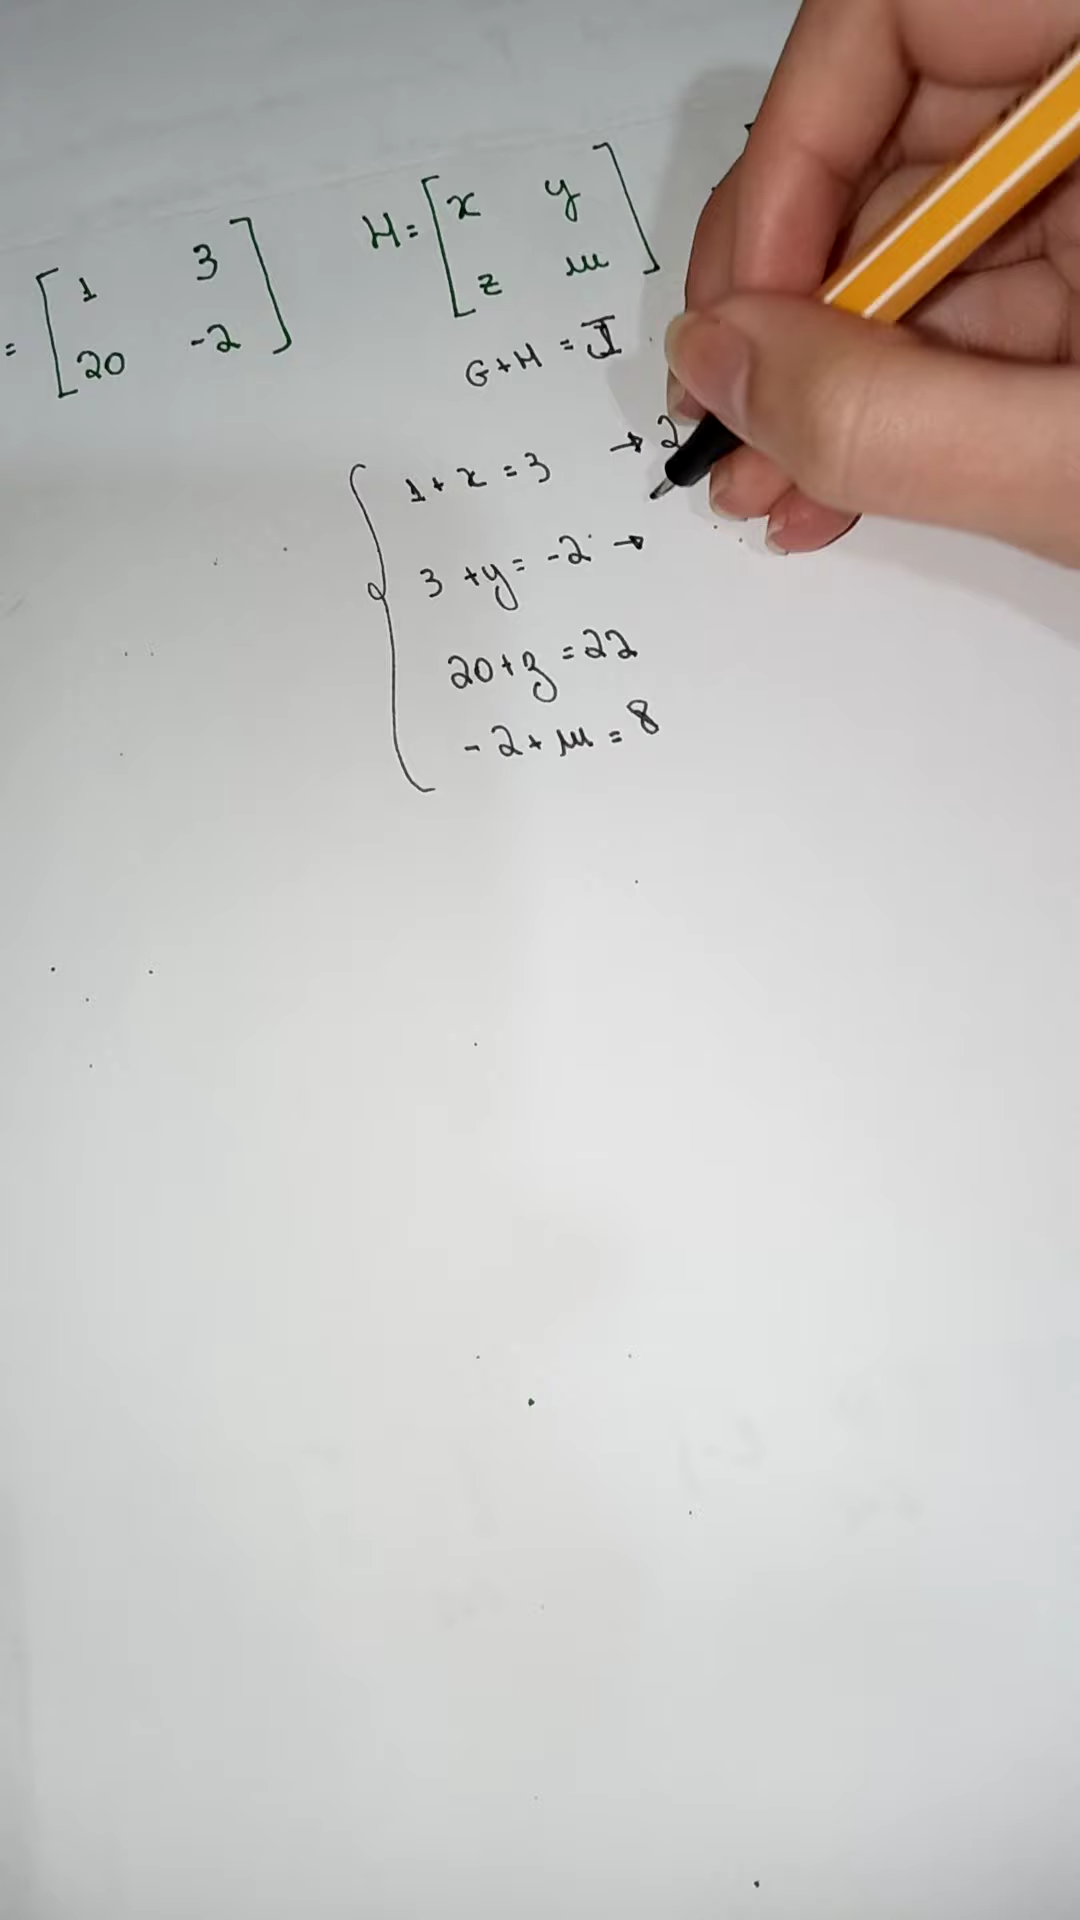 = [1 3
20 -2] H = [x y
z m]
G+H = I
1 + x = 3 → 2
3 + y = -2 →
20 + z = 22
-2 + m = 8